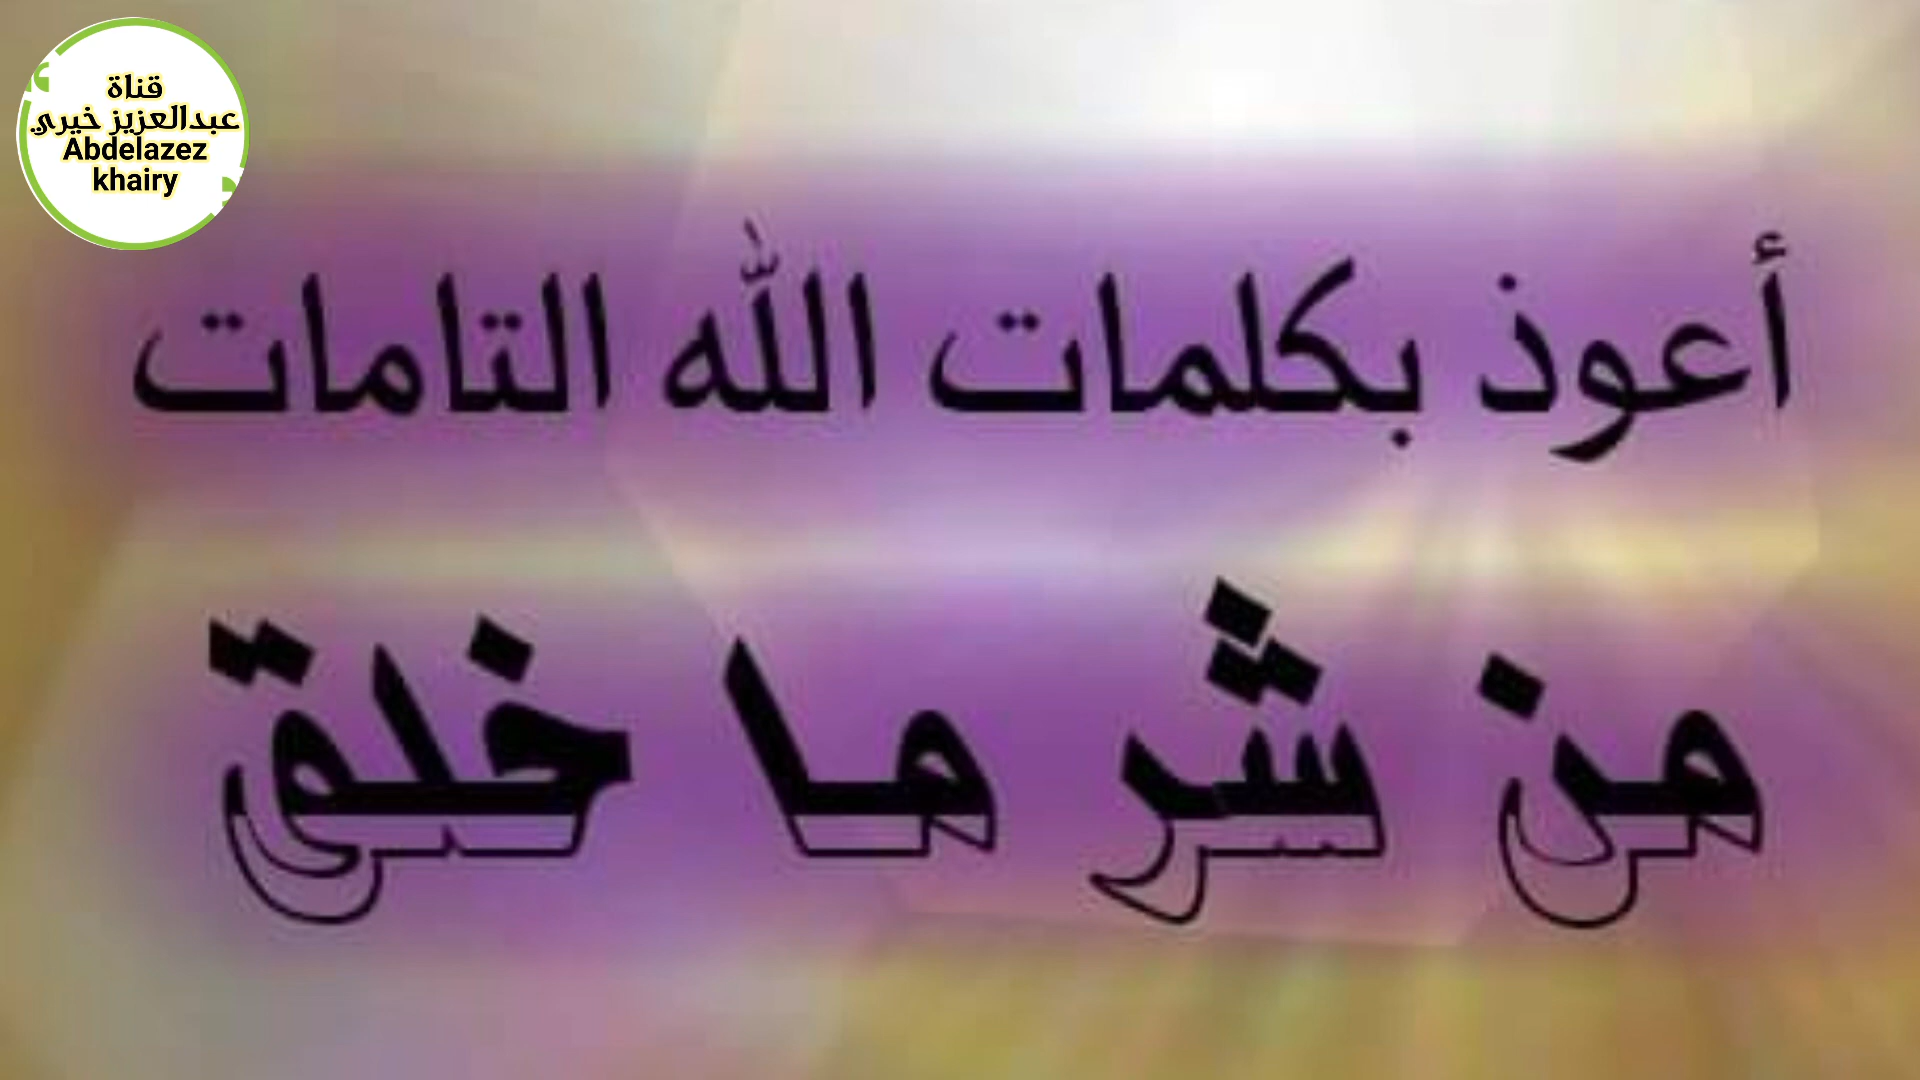 قناة
عبدالعزيز خيري
Abdelazez
khairy
أعوذ بكلمات الله التامات
من شر ما خلق